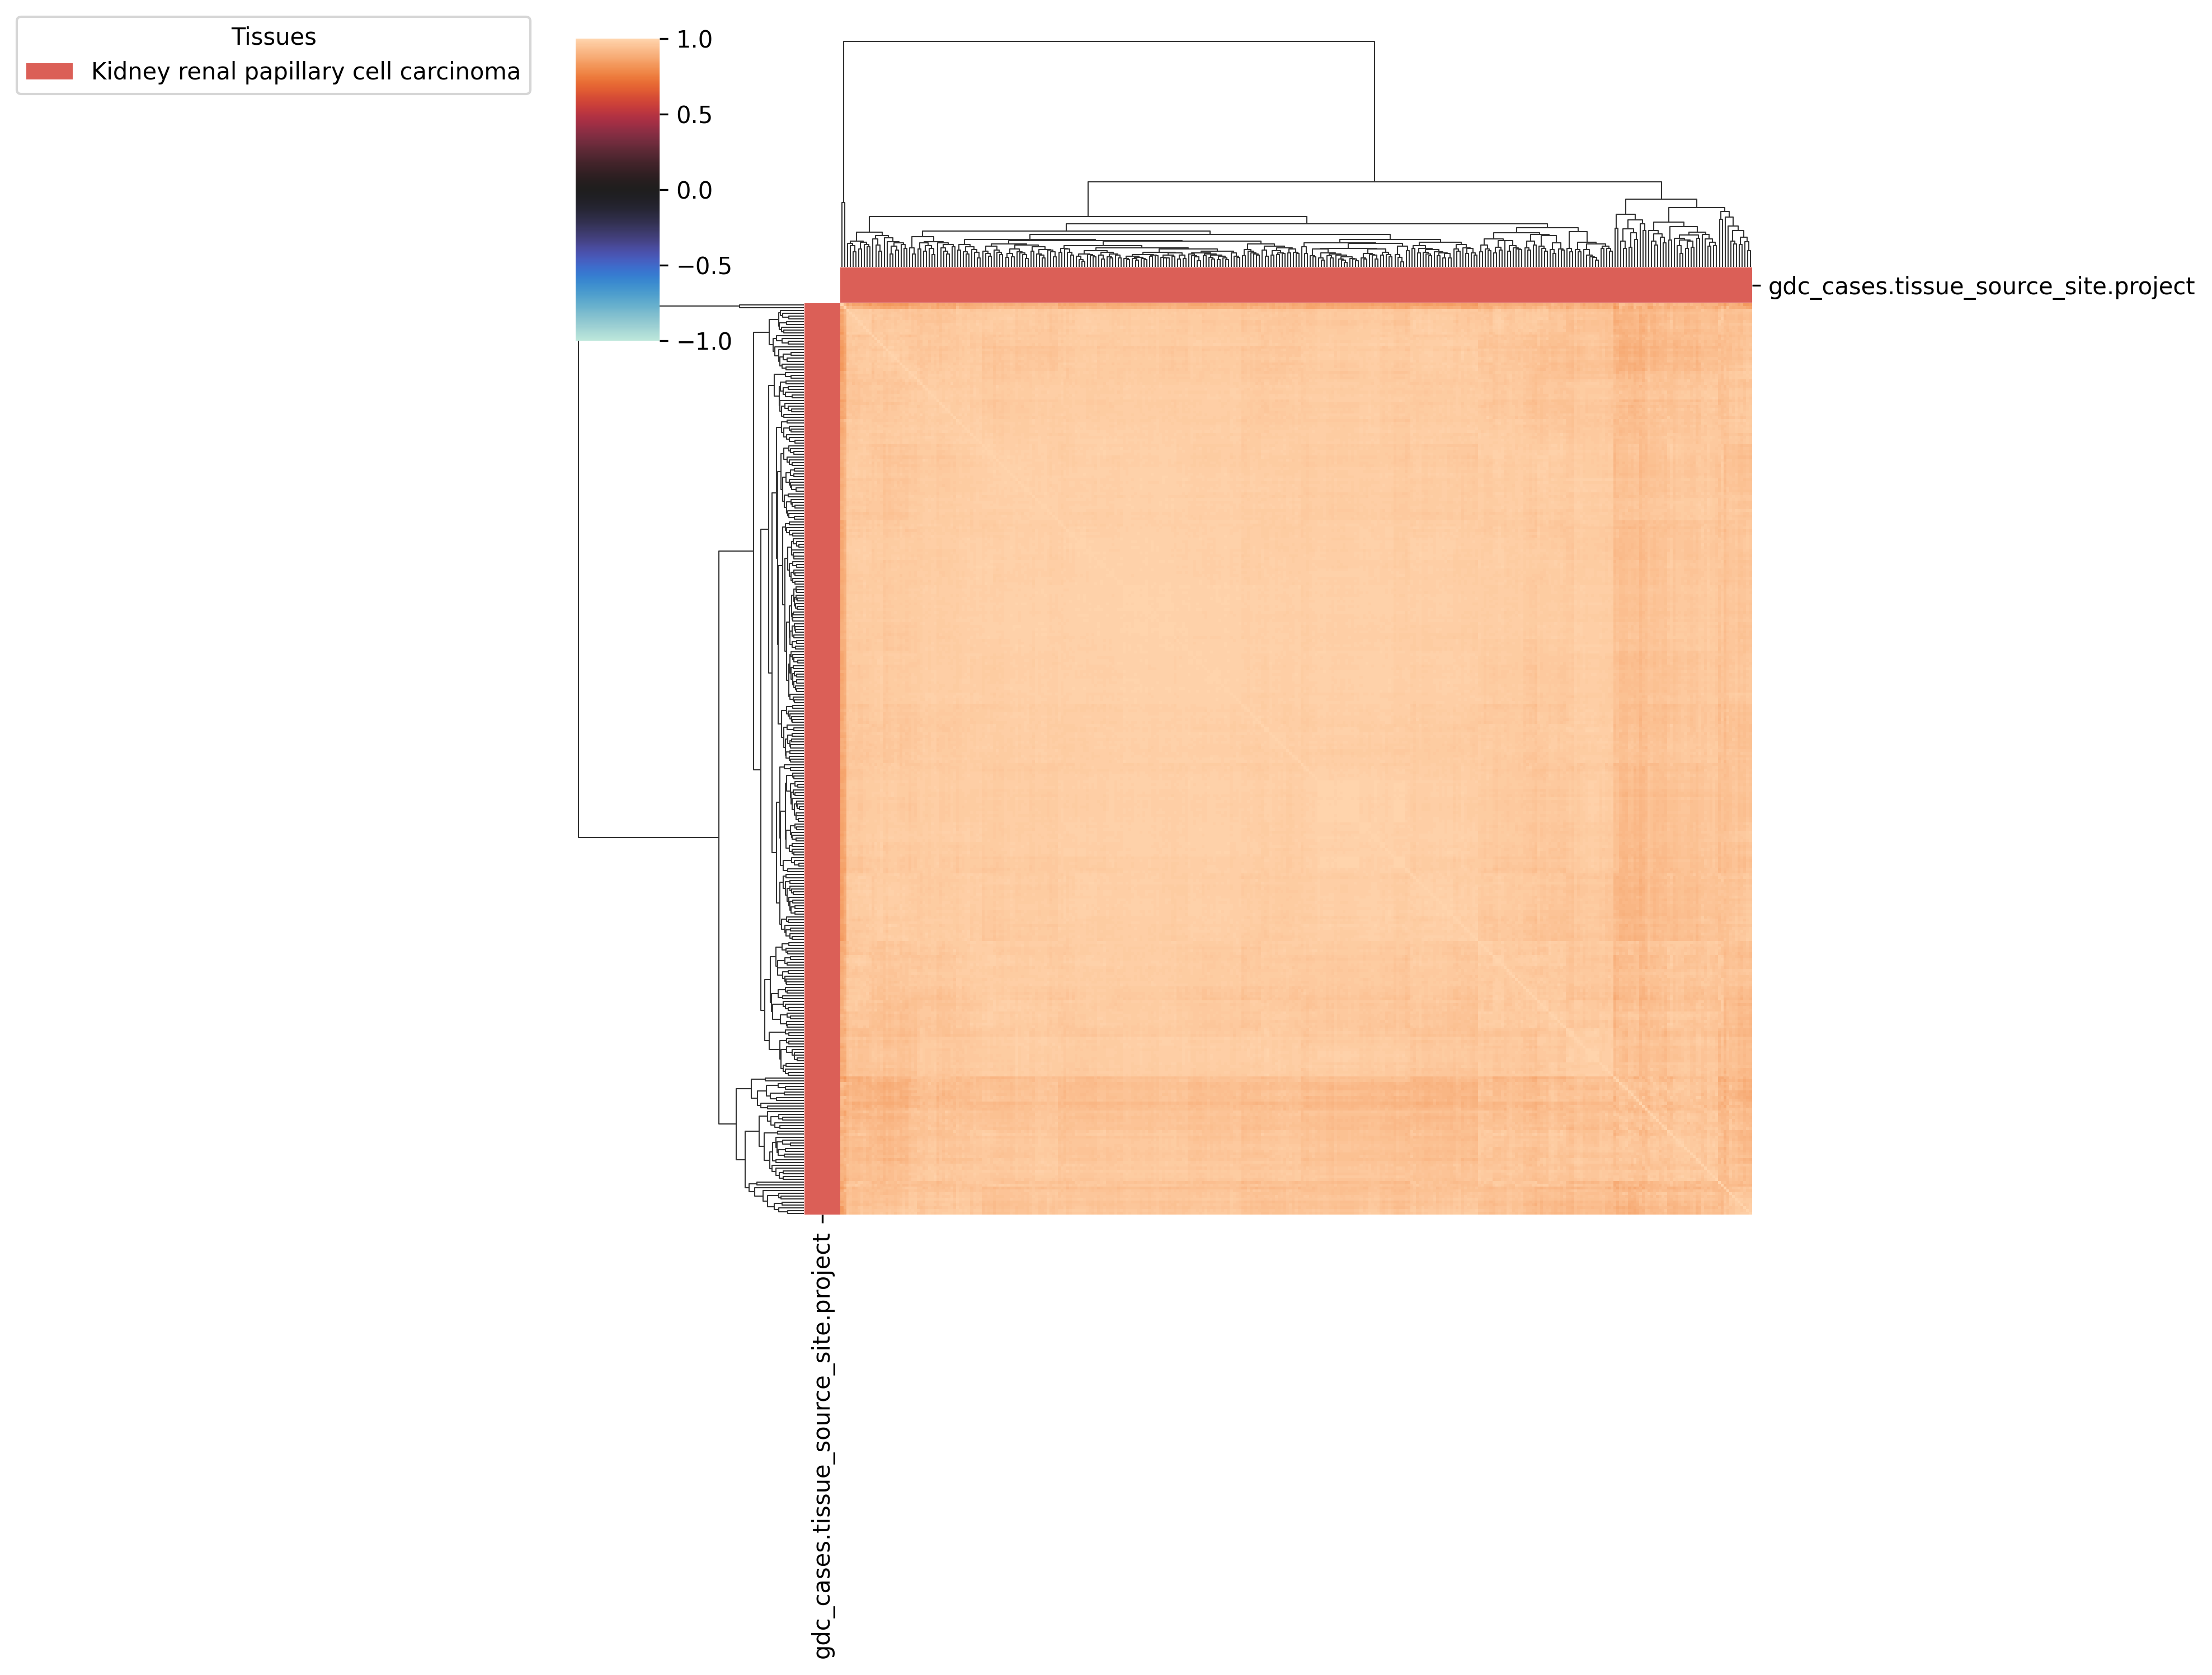 Tissues
Kidney renal papillary cell carcinoma
1.0
0.5
0.0
−0.5
−1.0
gdc_cases.tissue_source_site.project
gdc_cases.tissue_source_site.project